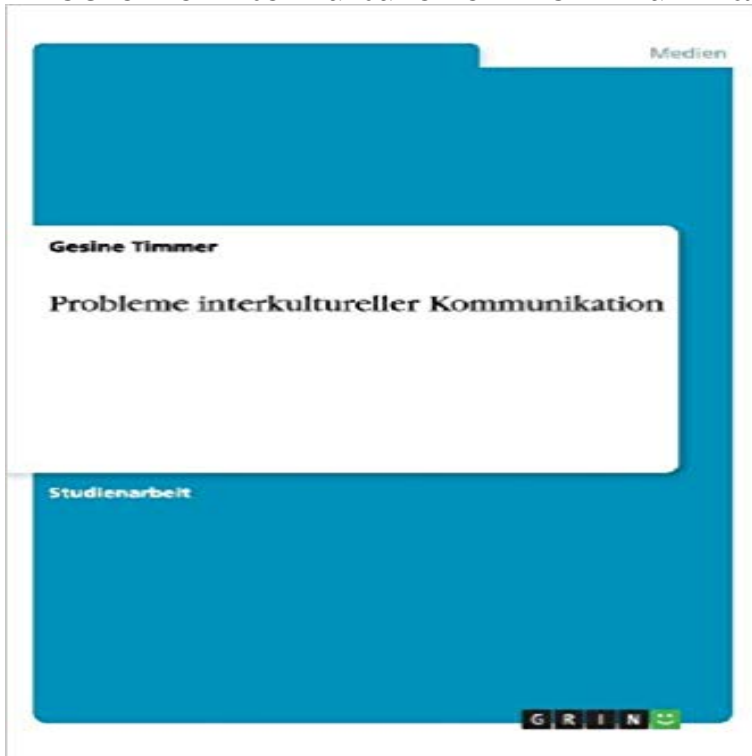 Medien
Gesine Timmer
Probleme interkultureller Kommunikation
Studienarbeit
GRIN